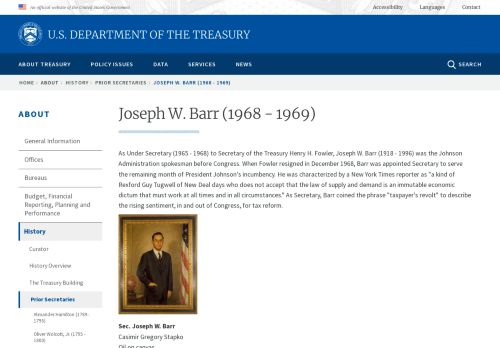 An official website of the United States Government
Accessibility Languages Contact
U.S. DEPARTMENT OF THE TREASURY
ABOUT TREASURY POLICY ISSUES DATA SERVICES NEWS SEARCH
HOME ABOUT HISTORY PRIOR SECRETARIES JOSEPH W. BARR (1968 - 1969)
ABOUT
General Information
Offices
Bureaus
Budget, Financial
Reporting, Planning and
Performance
History
Curator
History Overview
The Treasury Building
Prior Secretaries
Alexander Hamilton (1789 -
1795)
Oliver Wolcott, Jr. (1795 -
1800)
Joseph W. Barr (1968 - 1969)
As Under Secretary (1965 - 1968) to Secretary of the Treasury Henry H. Fowler, Joseph W. Barr (1918 - 1996) was the Johnson
Administration spokesman before Congress. When Fowler resigned in December 1968, Barr was appointed Secretary to serve
the remaining month of President Johnson's incumbency. He was characterized by a New York Times reporter as "a kind of
Rexford Guy Tugwell of New Deal days who does not accept that the law of supply and demand is an immutable economic
dictum that must work at all times and in all circumstances." As Secretary, Barr coined the phrase "taxpayer's revolt" to describe
the rising sentiment, in and out of Congress, for tax reform.
Sec. Joseph W. Barr
Casimir Gregory Stapko
Oil on canvas